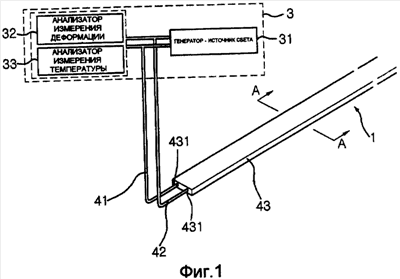 32
АНАЛИЗАТОР
ИЗМЕРЕНИЯ
ДЕФОРМАЦИИ
33
АНАЛИЗАТОР
ИЗМЕРЕНИЯ
ТЕМПЕРАТУРЫ
ГЕНЕРАТОР - ИСТОЧНИК СВЕТА
3
31
A
A
1
431
41
43
431
42
Фиг.1